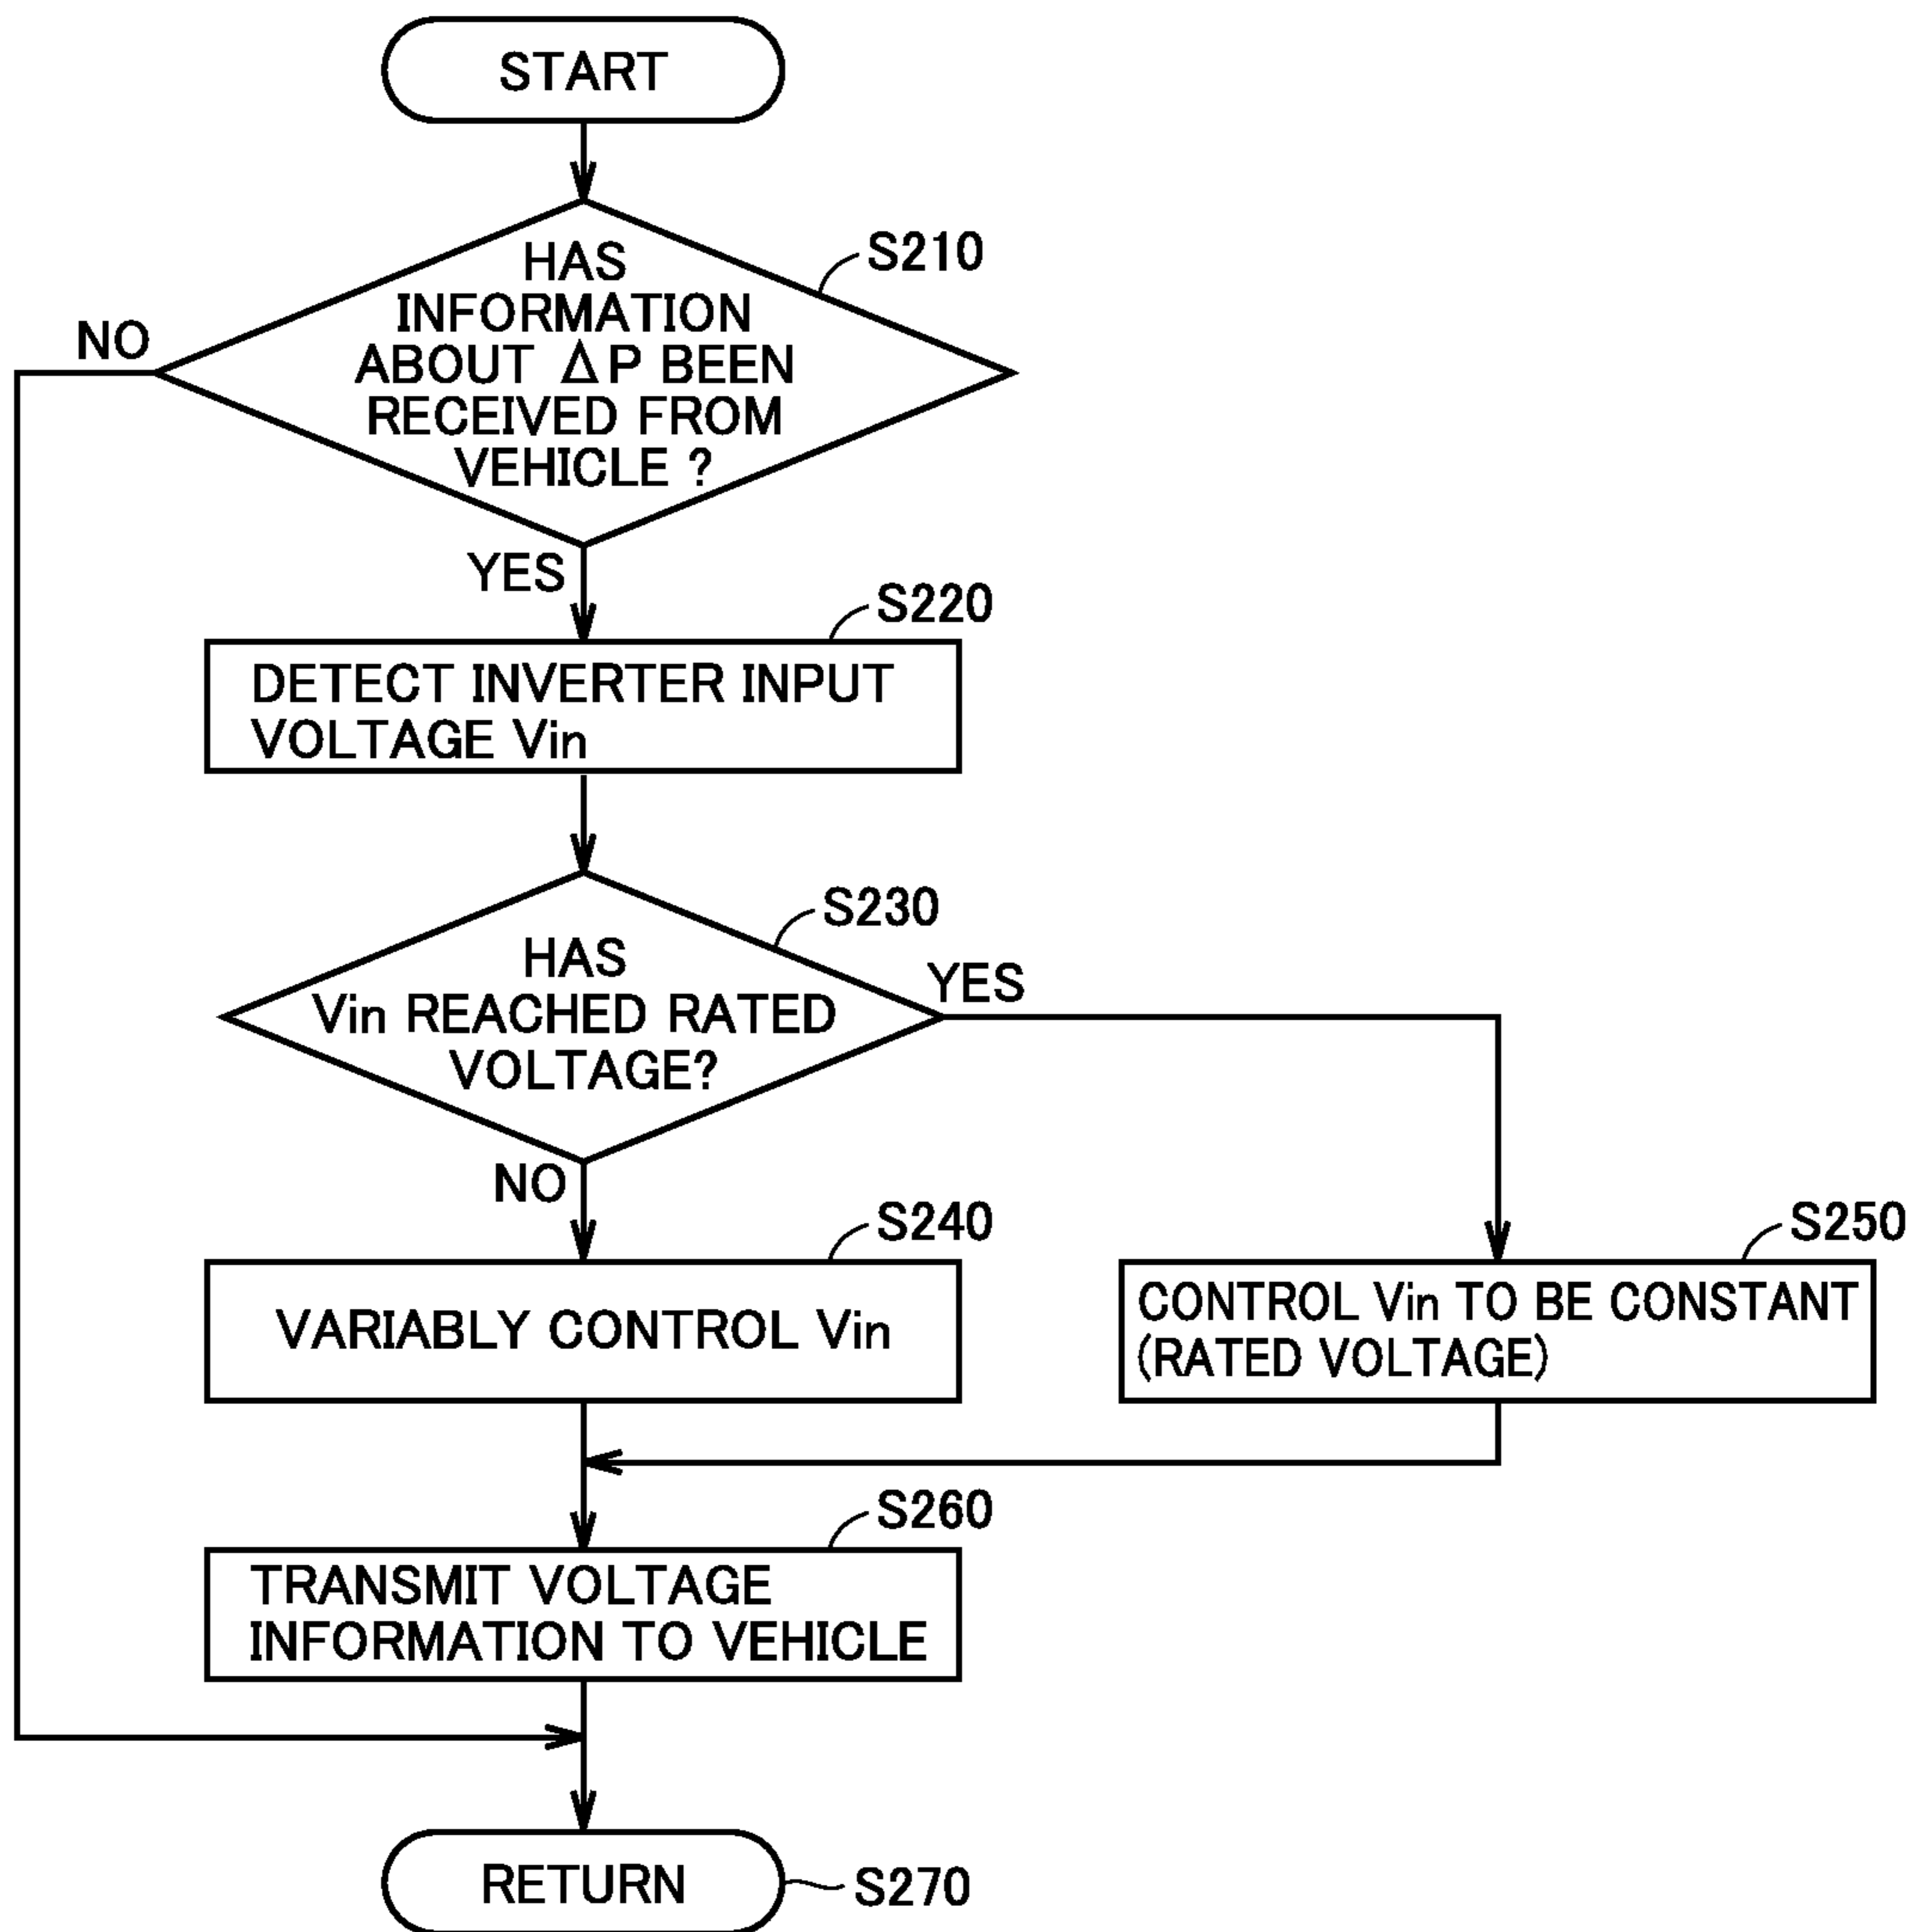 START
S210
HAS
INFORMATION
ABOUT ΔP BEEN
RECEIVED FROM
VEHICLE ?
NO
YES
S220
DETECT INVERTER INPUT
VOLTAGE Vin
S230
HAS
Vin REACHED RATED
VOLTAGE?
YES
NO
S240
VARIABLY CONTROL Vin
S250
CONTROL Vin TO BE CONSTANT
(RATED VOLTAGE)
S260
TRANSMIT VOLTAGE
INFORMATION TO VEHICLE
RETURN
S270